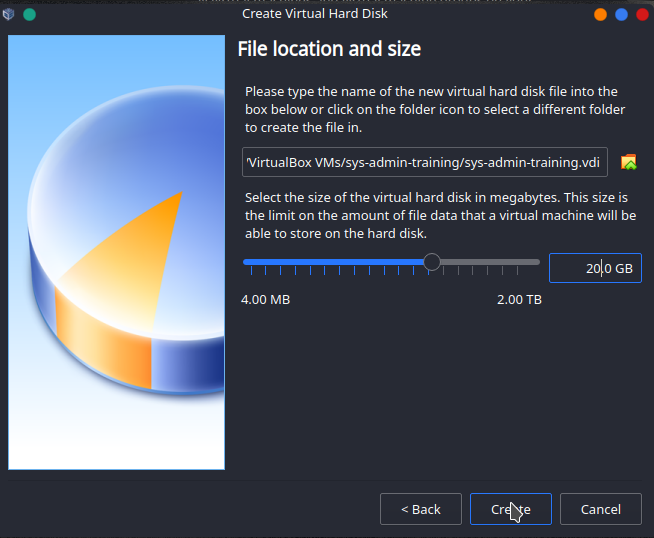 Create Virtual Hard Disk
File location and size
Please type the name of the new virtual hard disk file into the
box below or click on the folder icon to select a different folder
to create the file in.
'VirtualBox VMs/sys-admin-training/sys-admin-training.vdi
Select the size of the virtual hard disk in megabytes. This size is
the limit on the amount of file data that a virtual machine will be
able to store on the hard disk.
20.0 GB
4.00 MB
2.00 TB
< Back
Create
Cancel